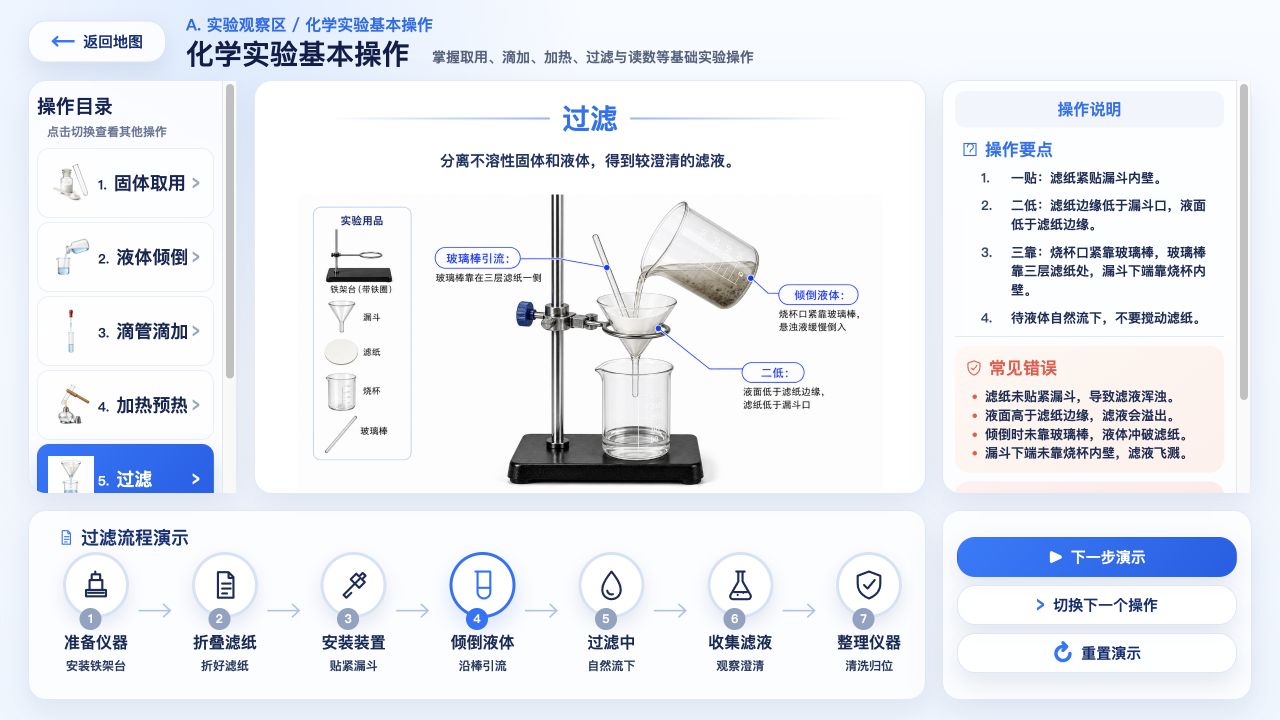 返回地图
A. 实验观察区 / 化学实验基本操作
化学实验基本操作
掌握取用、滴加、加热、过滤与读数等基础实验操作
操作目录
点击切换查看其他操作
1. 固体取用
2. 液体倾倒
3. 滴管滴加
4. 加热预热
5. 过滤
过滤
分离不溶性固体和液体，得到较澄清的滤液。
实验用品
铁架台(带铁圈)
漏斗
滤纸
烧杯
玻璃棒
玻璃棒引流：
玻璃棒靠在三层滤纸一侧
倾倒液体：
烧杯口紧靠玻璃棒，
悬浊液缓慢倒入
二低：
液面低于滤纸边缘，
滤纸低于漏斗口
操作说明
操作要点
1. 一贴：滤纸紧贴漏斗内壁。
2. 二低：滤纸边缘低于漏斗口，液面
低于滤纸边缘。
3. 三靠：烧杯口紧靠玻璃棒，玻璃棒
靠三层滤纸处，漏斗下端靠烧杯内
壁。
4. 待液体自然流下，不要搅动滤纸。
常见错误
• 滤纸未贴紧漏斗，导致滤液浑浊。
• 液面高于滤纸边缘，滤液会溢出。
• 倾倒时未靠玻璃棒，液体冲破滤纸。
• 漏斗下端未靠烧杯内壁，滤液飞溅。
过滤流程演示
1
准备仪器
安装铁架台
2
折叠滤纸
折好滤纸
3
安装装置
贴紧漏斗
4
倾倒液体
沿棒引流
5
过滤中
自然流下
6
收集滤液
观察澄清
7
整理仪器
清洗归位
下一步演示
切换下一个操作
重置演示